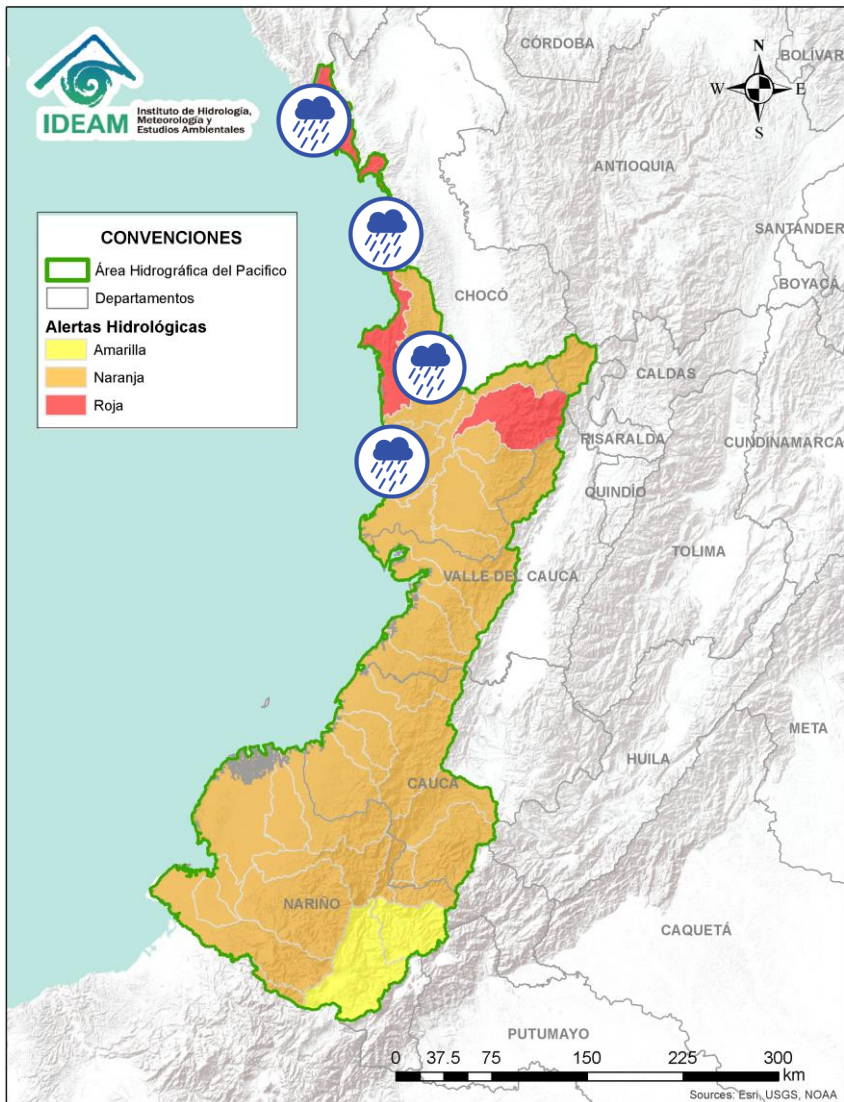 IDEAM
Instituto de Hidrología,
Meteorología y
Estudios Ambientales
CÓRDOBA
BOLÍVAR
N
W
E
S
ANTIOQUIA
SANTANDER
BOYACÁ
CONVENCIONES
Área Hidrográfica del Pacifico
Departamentos
Alertas Hidrológicas
Amarilla
Naranja
Roja
CHOCÓ
CALDAS
RISARALDA
CUNDINAMARCA
QUINDÍO
TOLIMA
VALLE DEL CAUCA
META
HUILA
CAUCA
NARIÑO
CAQUETÁ
PUTUMAYO
0 37.5 75 150 225 300
km
Sources: Esri, USGS, NOAA